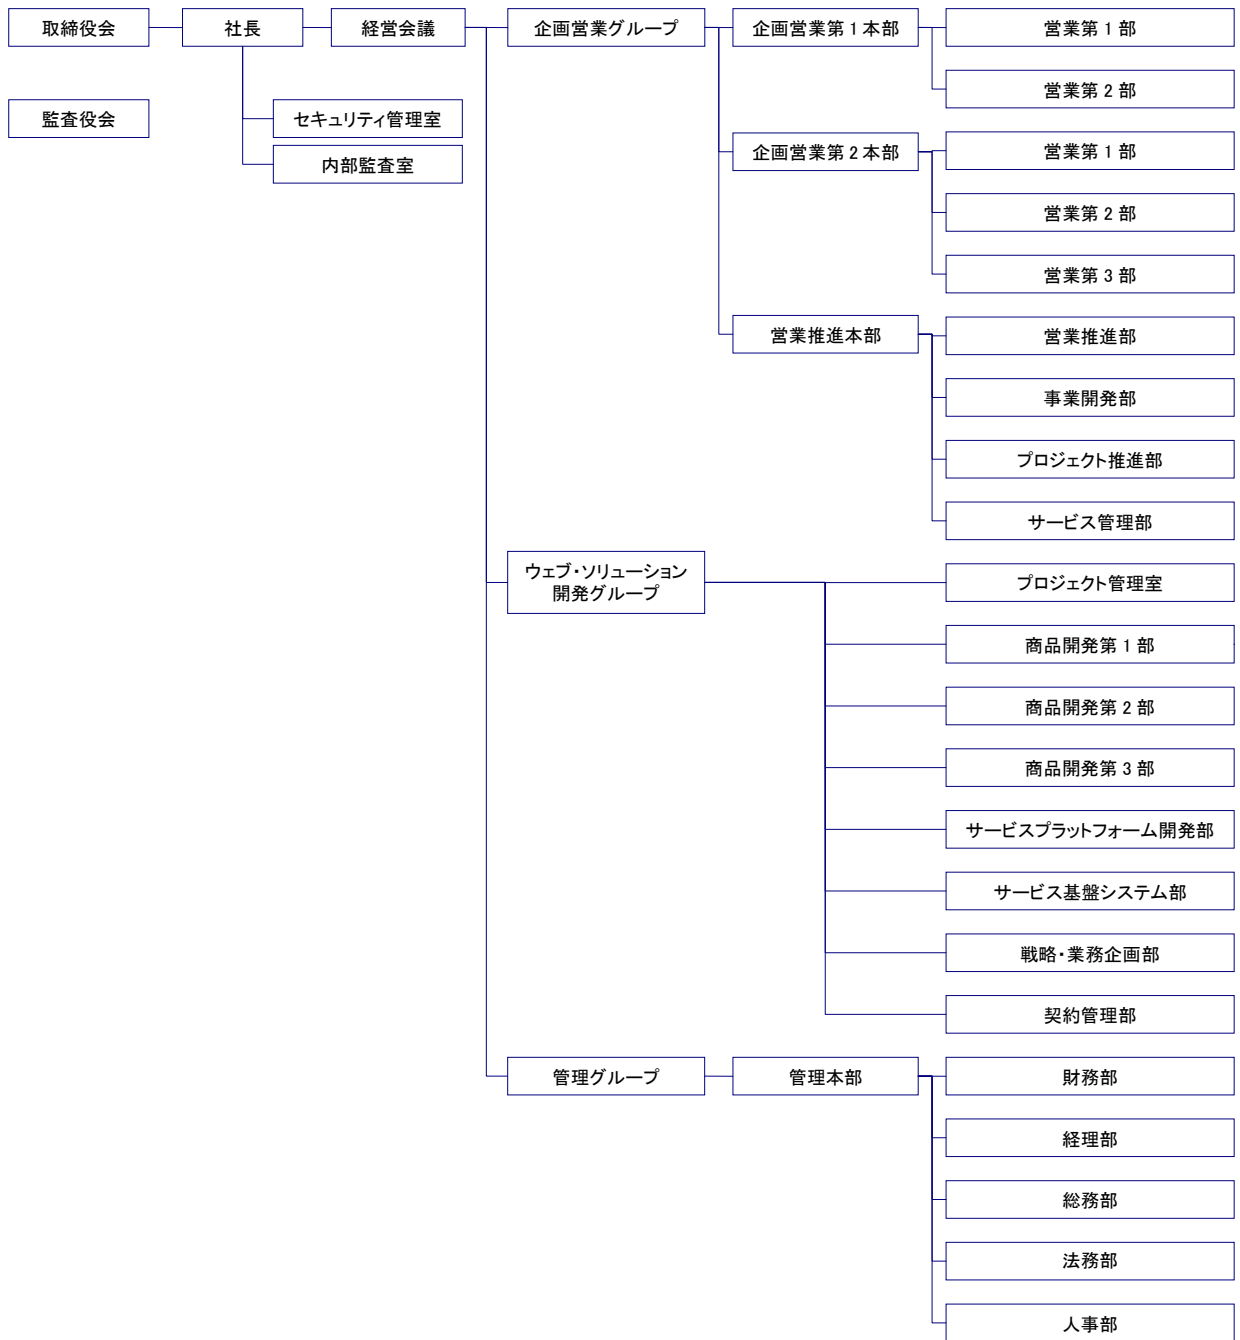 取締役会
社長
経営会議
企画営業グループ
企画営業第1本部
営業第1部
営業第2部
監査役会
セキュリティ管理室
内部監査室
企画営業第2本部
営業第1部
営業第2部
営業第3部
営業推進本部
営業推進部
事業開発部
プロジェクト推進部
サービス管理部
ウェブ・ソリューション
開発グループ
プロジェクト管理室
商品開発第1部
商品開発第2部
商品開発第3部
サービスプラットフォーム開発部
サービス基盤システム部
戦略・業務企画部
契約管理部
管理グループ
管理本部
財務部
経理部
総務部
法務部
人事部